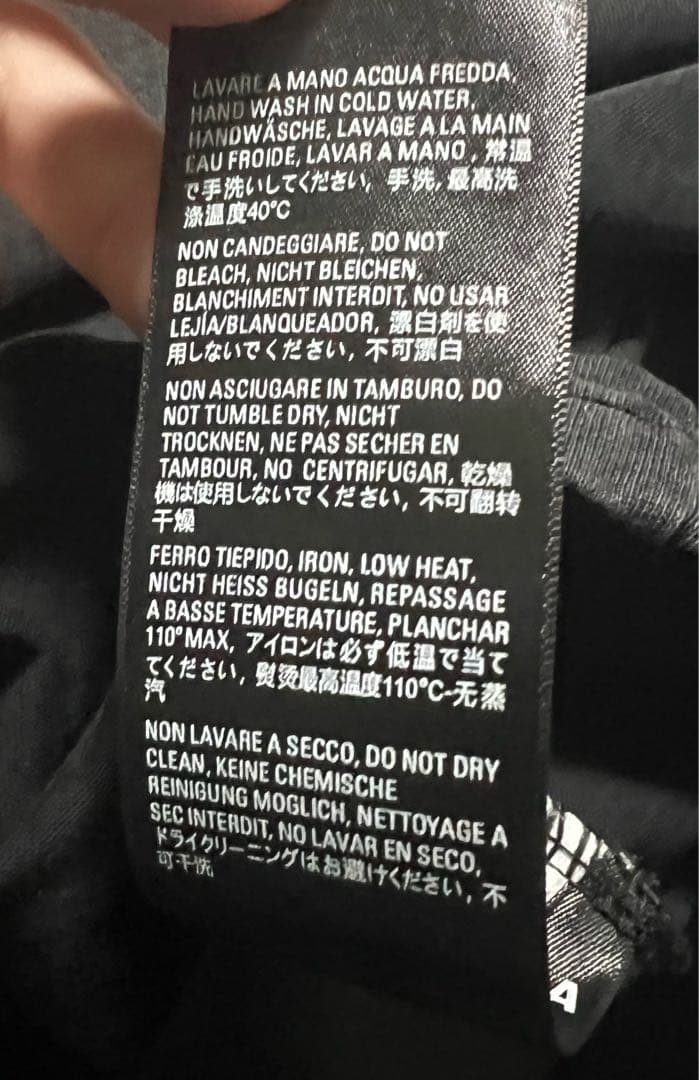 LAVARE A MANO ACQUA FREDDA,
HAND WASH IN COLD WATER,
HANDWÄSCHE, LAVAGE A LA MAIN
EAU FROIDE, LAVAR A MANO , 常温
で手洗いしてください, 手洗, 最高洗
涤温度40°C
NON CANDEGGIARE, DO NOT
BLEACH, NICHT BLEICHEN,
BLANCHIMENT INTERDIT, NO USAR
LEJÍA/BLANQUEADOR, 漂白剤を使
用しないでください, 不可漂白
NON ASCIUGARE IN TAMBURO, DO
NOT TUMBLE DRY, NICHT
TROCKNEN, NE PAS SECHER EN
TAMBOUR, NO CENTRIFUGAR, 乾燥
機は使用しないでください, 不可翻转
干燥
FERRO TIEPIDO, IRON, LOW HEAT,
NICHT HEISS BUGELN, REPASSAGE
A BASSE TEMPERATURE, PLANCHAR
110°MAX, アイロンは必ず低温で当て
てください, 熨烫最高温度110°C-无蒸
汽
NON LAVARE A SECCO, DO NOT DRY
CLEAN, KEINE CHEMISCHE
REINIGUNG MOGLICH, NETTOYAGE A
SEC INTERDIT, NO LAVAR EN SECO,
ドライクリーニングはお避けください, 不
可干洗
A